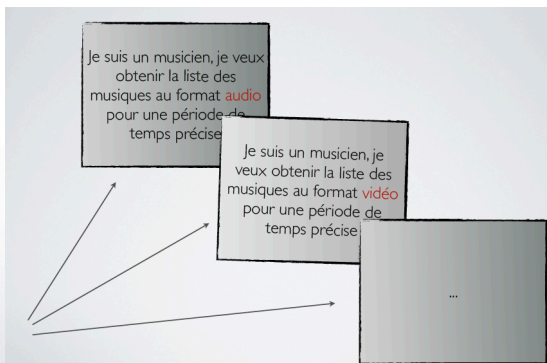 Je suis un musicien, je veux
obtenir la liste des
musiques au format audio
pour une période de
temps précise
Je suis un musicien, je
veux obtenir la liste des
musiques au format vidéo
pour une période de
temps précise
...